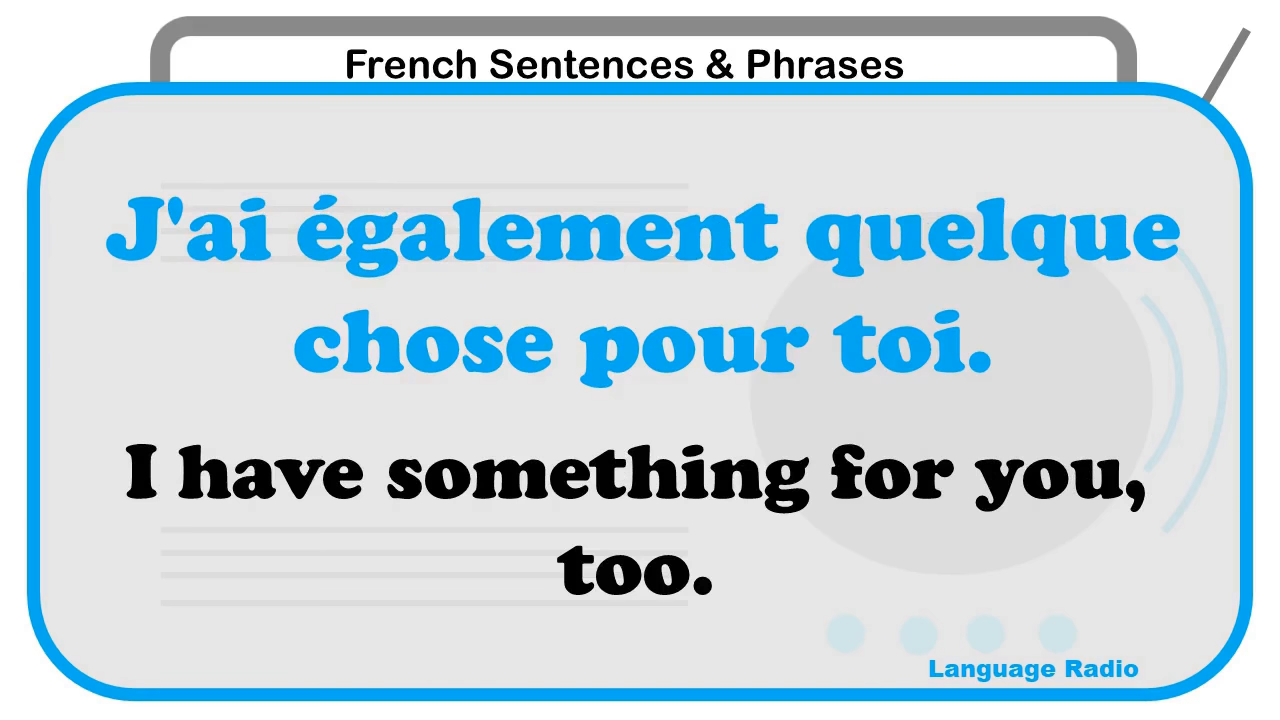 French Sentences & Phrases
J'ai également quelque
chose pour toi.
I have something for you,
too.
Language Radio